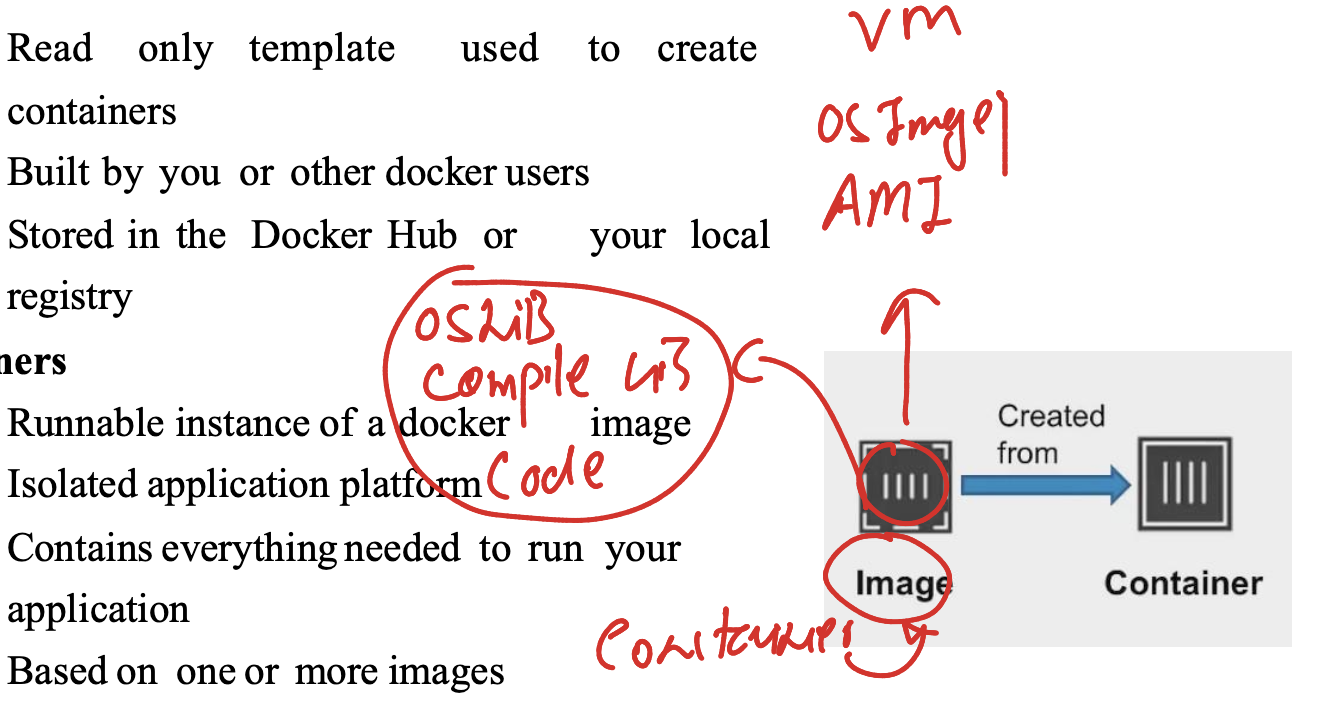 Read only template used to create
containers
Built by you or other docker users
Stored in the Docker Hub or your local
registry
ners
Runnable instance of a docker image
Isolated application platform
Contains everything needed to run your
application
Based on one or more images
VM
OS Image
AMI
OS LiB
Compile
Code
Created
from
Image
Container
Container